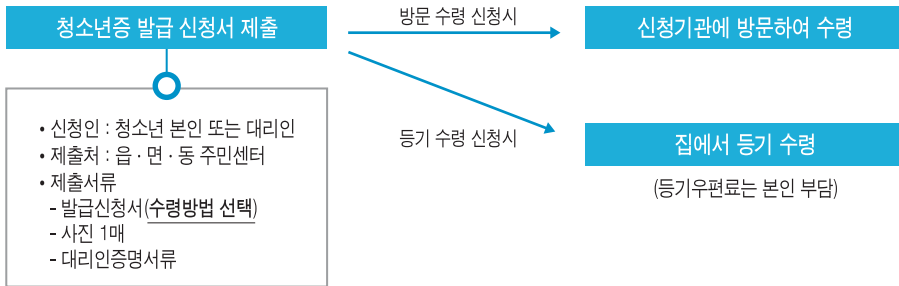 청소년증 발급 신청서 제출
방문 수령 신청시
신청기관에 방문하여 수령
• 신청인 : 청소년 본인 또는 대리인
• 제출처 : 읍 · 면 · 동 주민센터
• 제출서류
– 발급신청서(수령방법 선택)
– 사진 1매
– 대리인증명서류
등기 수령 신청시
집에서 등기 수령
(등기우편료는 본인 부담)